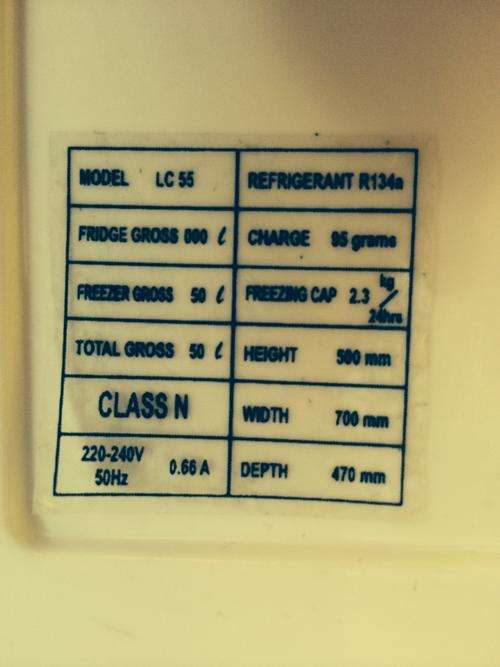 MODEL LC 55
REFRIGERANT R134a
FRIDGE GROSS 000 ℓ
CHARGE 95 grams
FREEZER GROSS 50 ℓ
FREEZING CAP 2.3 kg/24hrs
TOTAL GROSS 50 ℓ
HEIGHT 500 mm
CLASS N
WIDTH 700 mm
220-240V
50Hz
0.66 A
DEPTH 470 mm